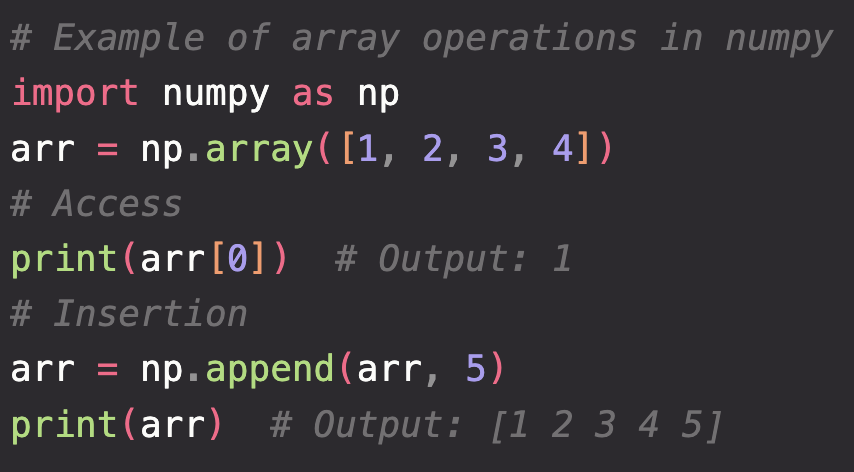 # Example of array operations in numpy
import numpy as np
arr = np.array([1, 2, 3, 4])
# Access
print(arr[0])  # Output: 1
# Insertion
arr = np.append(arr, 5)
print(arr)  # Output: [1 2 3 4 5]